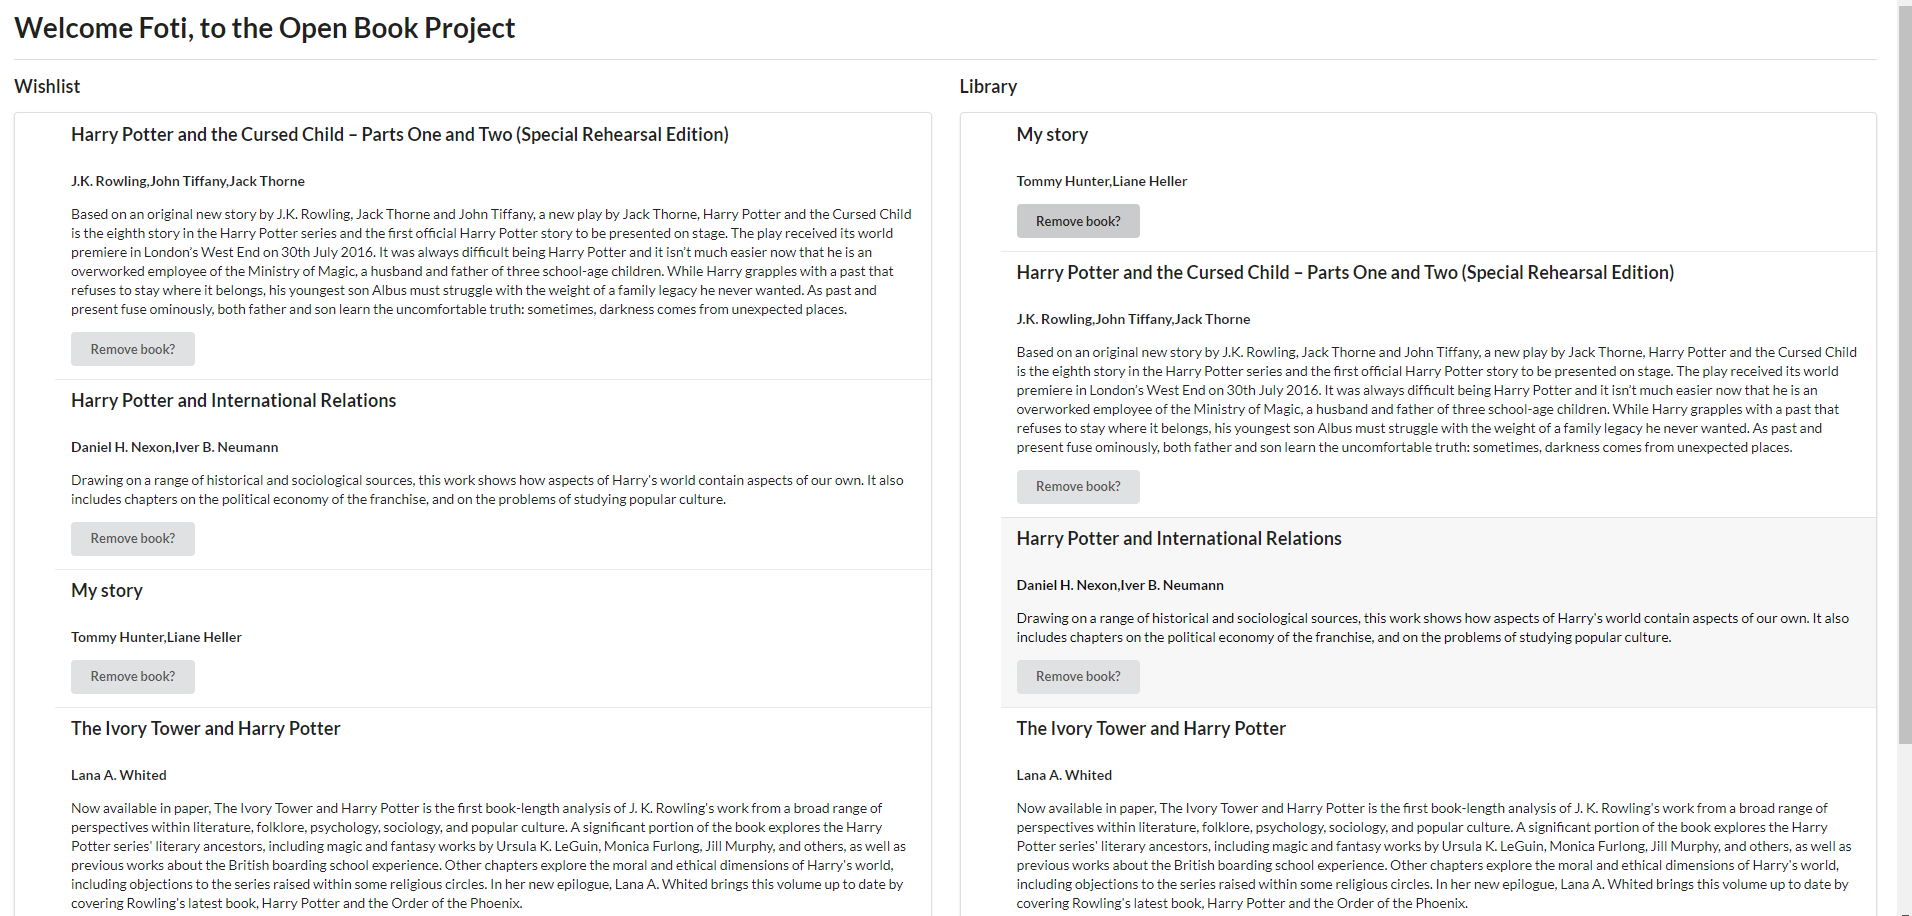 Welcome Foti, to the Open Book Project
Wishlist
Harry Potter and the Cursed Child – Parts One and Two (Special Rehearsal Edition)
J.K. Rowling,John Tiffany,Jack Thorne
Based on an original new story by J.K. Rowling, Jack Thorne and John Tiffany, a new play by Jack Thorne, Harry Potter and the Cursed Child
is the eighth story in the Harry Potter series and the first official Harry Potter story to be presented on stage. The play received its world
premiere in London's West End on 30th July 2016. It was always difficult being Harry Potter and it isn't much easier now that he is an
overworked employee of the Ministry of Magic, a husband and father of three school-age children. While Harry grapples with a past that
refuses to stay where it belongs, his youngest son Albus must struggle with the weight of a family legacy he never wanted. As past and
present fuse ominously, both father and son learn the uncomfortable truth: sometimes, darkness comes from unexpected places.
Remove book?
Harry Potter and International Relations
Daniel H. Nexon,Iver B. Neumann
Drawing on a range of historical and sociological sources, this work shows how aspects of Harry's world contain aspects of our own. It also
includes chapters on the political economy of the franchise, and on the problems of studying popular culture.
Remove book?
My story
Tommy Hunter,Liane Heller
Remove book?
The Ivory Tower and Harry Potter
Lana A. Whited
Now available in paper, The Ivory Tower and Harry Potter is the first book-length analysis of J. K. Rowling's work from a broad range of
perspectives within literature, folklore, psychology, sociology, and popular culture. A significant portion of the book explores the Harry
Potter series' literary ancestors, including magic and fantasy works by Ursula K. LeGuin, Monica Furlong, Jill Murphy, and others, as well as
previous works about the British boarding school experience. Other chapters explore the moral and ethical dimensions of Harry's world,
including objections to the series raised within some religious circles. In her new epilogue, Lana A. Whited brings this volume up to date by
covering Rowling's latest book, Harry Potter and the Order of the Phoenix.
Library
My story
Tommy Hunter,Liane Heller
Remove book?
Harry Potter and the Cursed Child – Parts One and Two (Special Rehearsal Edition)
J.K. Rowling,John Tiffany,Jack Thorne
Based on an original new story by J.K. Rowling, Jack Thorne and John Tiffany, a new play by Jack Thorne, Harry Potter and the Cursed Child
is the eighth story in the Harry Potter series and the first official Harry Potter story to be presented on stage. The play received its world
premiere in London's West End on 30th July 2016. It was always difficult being Harry Potter and it isn't much easier now that he is an
overworked employee of the Ministry of Magic, a husband and father of three school-age children. While Harry grapples with a past that
refuses to stay where it belongs, his youngest son Albus must struggle with the weight of a family legacy he never wanted. As past and
present fuse ominously, both father and son learn the uncomfortable truth: sometimes, darkness comes from unexpected places.
Remove book?
Harry Potter and International Relations
Daniel H. Nexon,Iver B. Neumann
Drawing on a range of historical and sociological sources, this work shows how aspects of Harry's world contain aspects of our own. It also
includes chapters on the political economy of the franchise, and on the problems of studying popular culture.
Remove book?
The Ivory Tower and Harry Potter
Lana A. Whited
Now available in paper, The Ivory Tower and Harry Potter is the first book-length analysis of J. K. Rowling's work from a broad range of
perspectives within literature, folklore, psychology, sociology, and popular culture. A significant portion of the book explores the Harry
Potter series' literary ancestors, including magic and fantasy works by Ursula K. LeGuin, Monica Furlong, Jill Murphy, and others, as well as
previous works about the British boarding school experience. Other chapters explore the moral and ethical dimensions of Harry's world,
including objections to the series raised within some religious circles. In her new epilogue, Lana A. Whited brings this volume up to date by
covering Rowling's latest book, Harry Potter and the Order of the Phoenix.